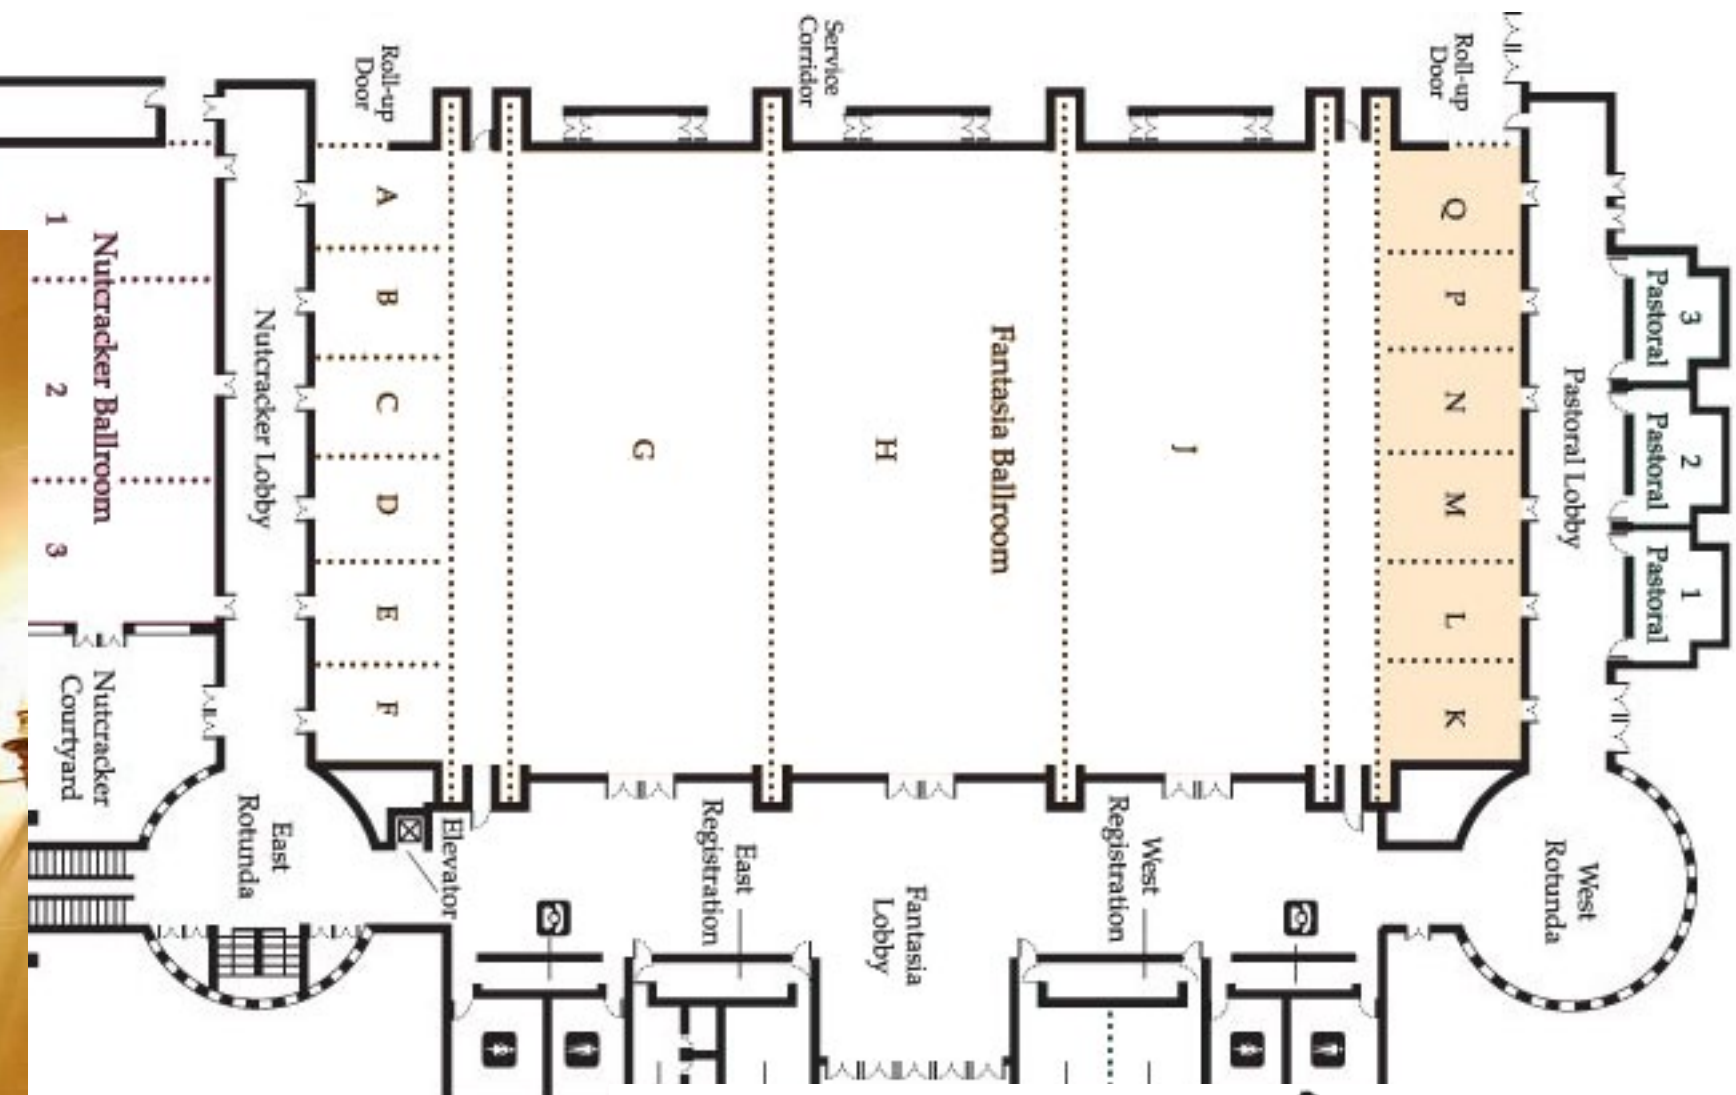 Roll-up
Door
Service
Corridor
Roll-up
Door
A
B
C
D
E
F
G
H
J
Fantasia Ballroom
Q
P
N
M
L
K
Nutcracker Ballroom
1
2
3
Nutcracker Lobby
Pastoral Lobby
3
Pastoral
2
Pastoral
1
Pastoral
Nutcracker
Courtyard
East
Rotunda
Elevator
East
Registration
Fantasia
Lobby
West
Registration
West
Rotunda